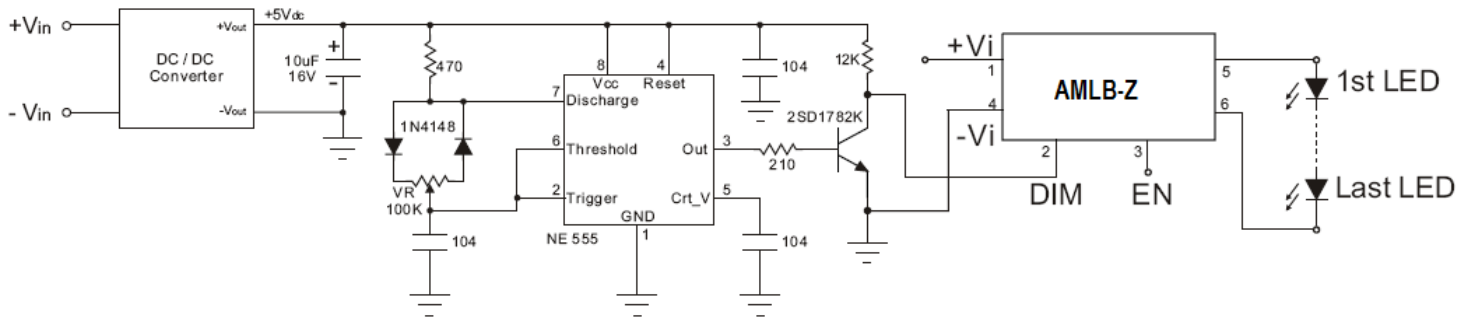 +Vin
- Vin
DC / DC
Converter
+Vout
-Vout
+5Vdc
+
10uF
16V
-
470
1N4148
VR
100K
104
7
Discharge
6
Threshold
2
Trigger
8
Vcc
4
Reset
Out
3
Crt_V
5
GND
1
NE 555
104
104
210
12K
2SD1782K
+Vi
1
4
-Vi
AMLB-Z
2
DIM
3
EN
5
6
1st LED
Last LED